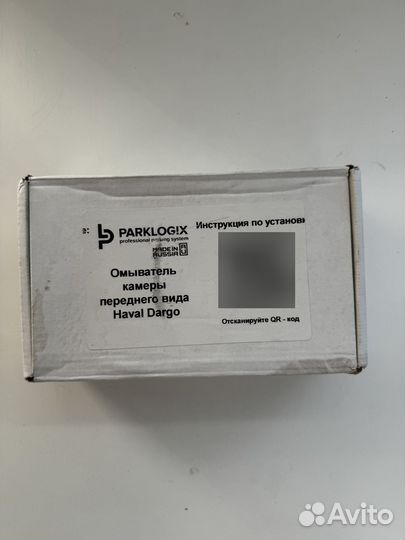 PARKLOGIX
professional parking system
MADE IN
RUSSIA
Омыватель
камеры
переднего вида
Haval Dargo
Инструкция по установк
Отсканируйте QR - код
Avito